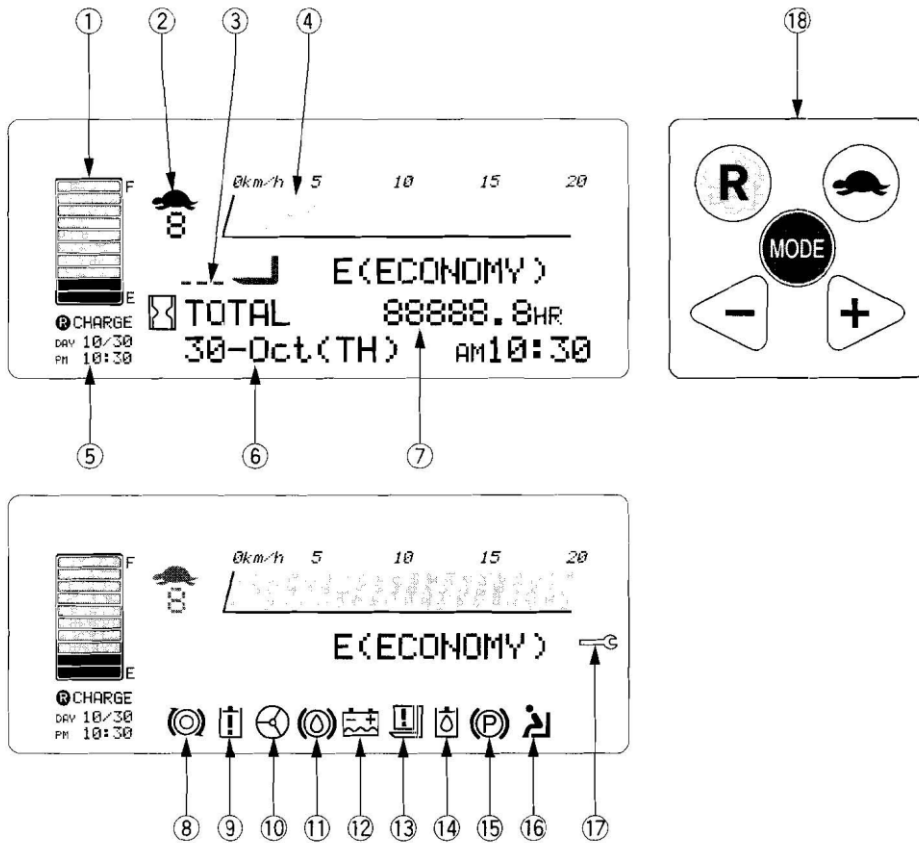 ① ② ③ ④ ⑱
0km/h 5 10 15 20
F
8
R
MODE
E(ECONOMY)
E
TOTAL 88888.8HR
R CHARGE
DAY 10/30
PM 10:30
30-Oct(TH) AM10:30
- +
⑤ ⑥ ⑦
0km/h 5 10 15 20
F
8
E(ECONOMY)
E
R CHARGE
DAY 10/30
PM 10:30
P
⑧ ⑨ ⑩ ⑪ ⑫ ⑬ ⑭ ⑮ ⑯ ⑰